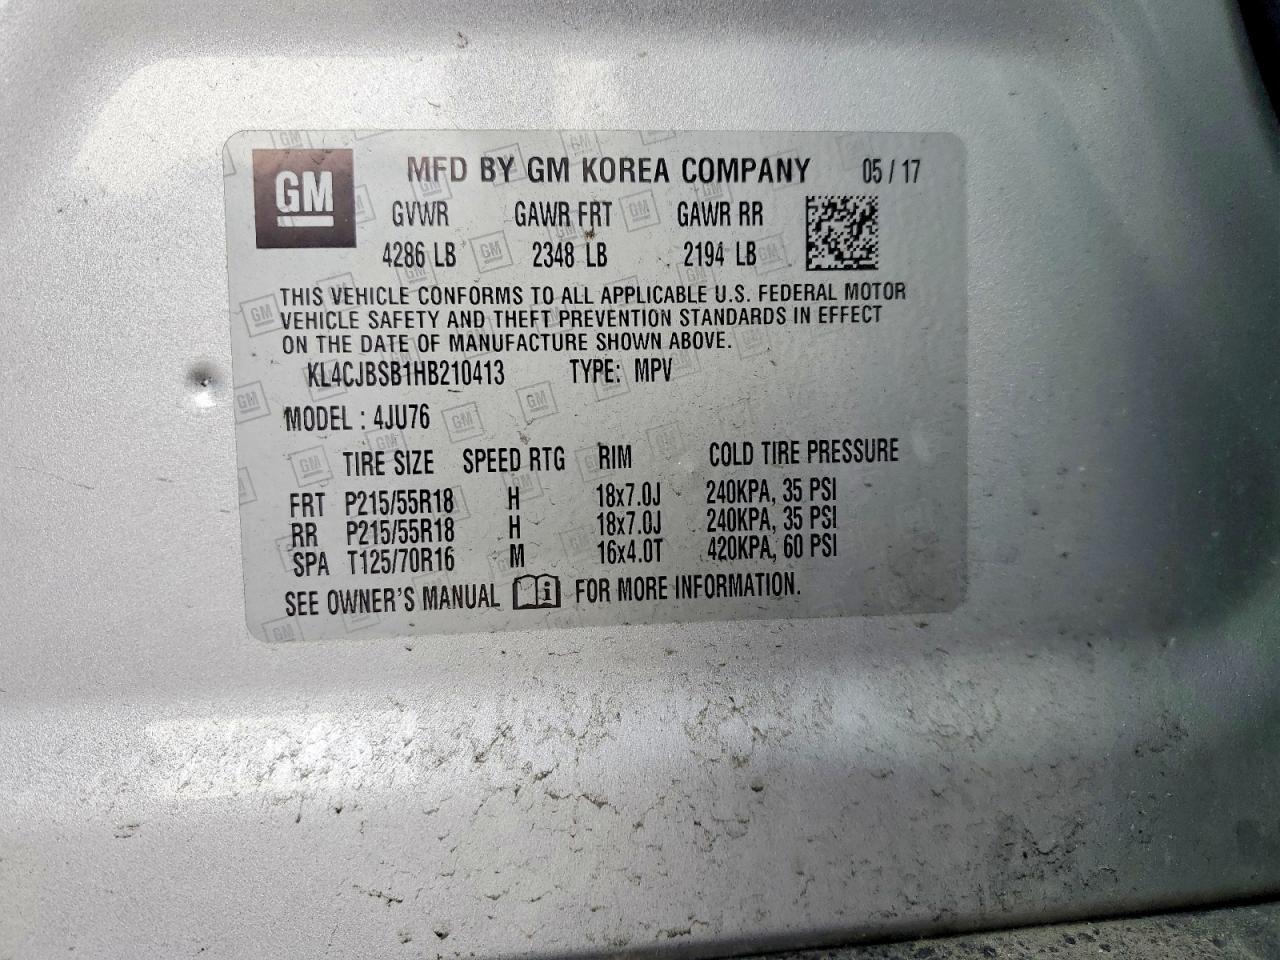 GM MFD BY GM KOREA COMPANY 05 / 17
GVWR GAWR FRT GAWR RR
4286 LB 2348 LB 2194 LB
THIS VEHICLE CONFORMS TO ALL APPLICABLE U.S. FEDERAL MOTOR
VEHICLE SAFETY AND THEFT PREVENTION STANDARDS IN EFFECT
ON THE DATE OF MANUFACTURE SHOWN ABOVE.
KL4CJBSB1HB210413 TYPE: MPV
MODEL : 4JU76
TIRE SIZE SPEED RTG RIM COLD TIRE PRESSURE
FRT P215/55R18 H 18x7.0J 240KPA, 35 PSI
RR P215/55R18 H 18x7.0J 240KPA, 35 PSI
SPA T125/70R16 M 16x4.0T 420KPA, 60 PSI
SEE OWNER'S MANUAL FOR MORE INFORMATION.